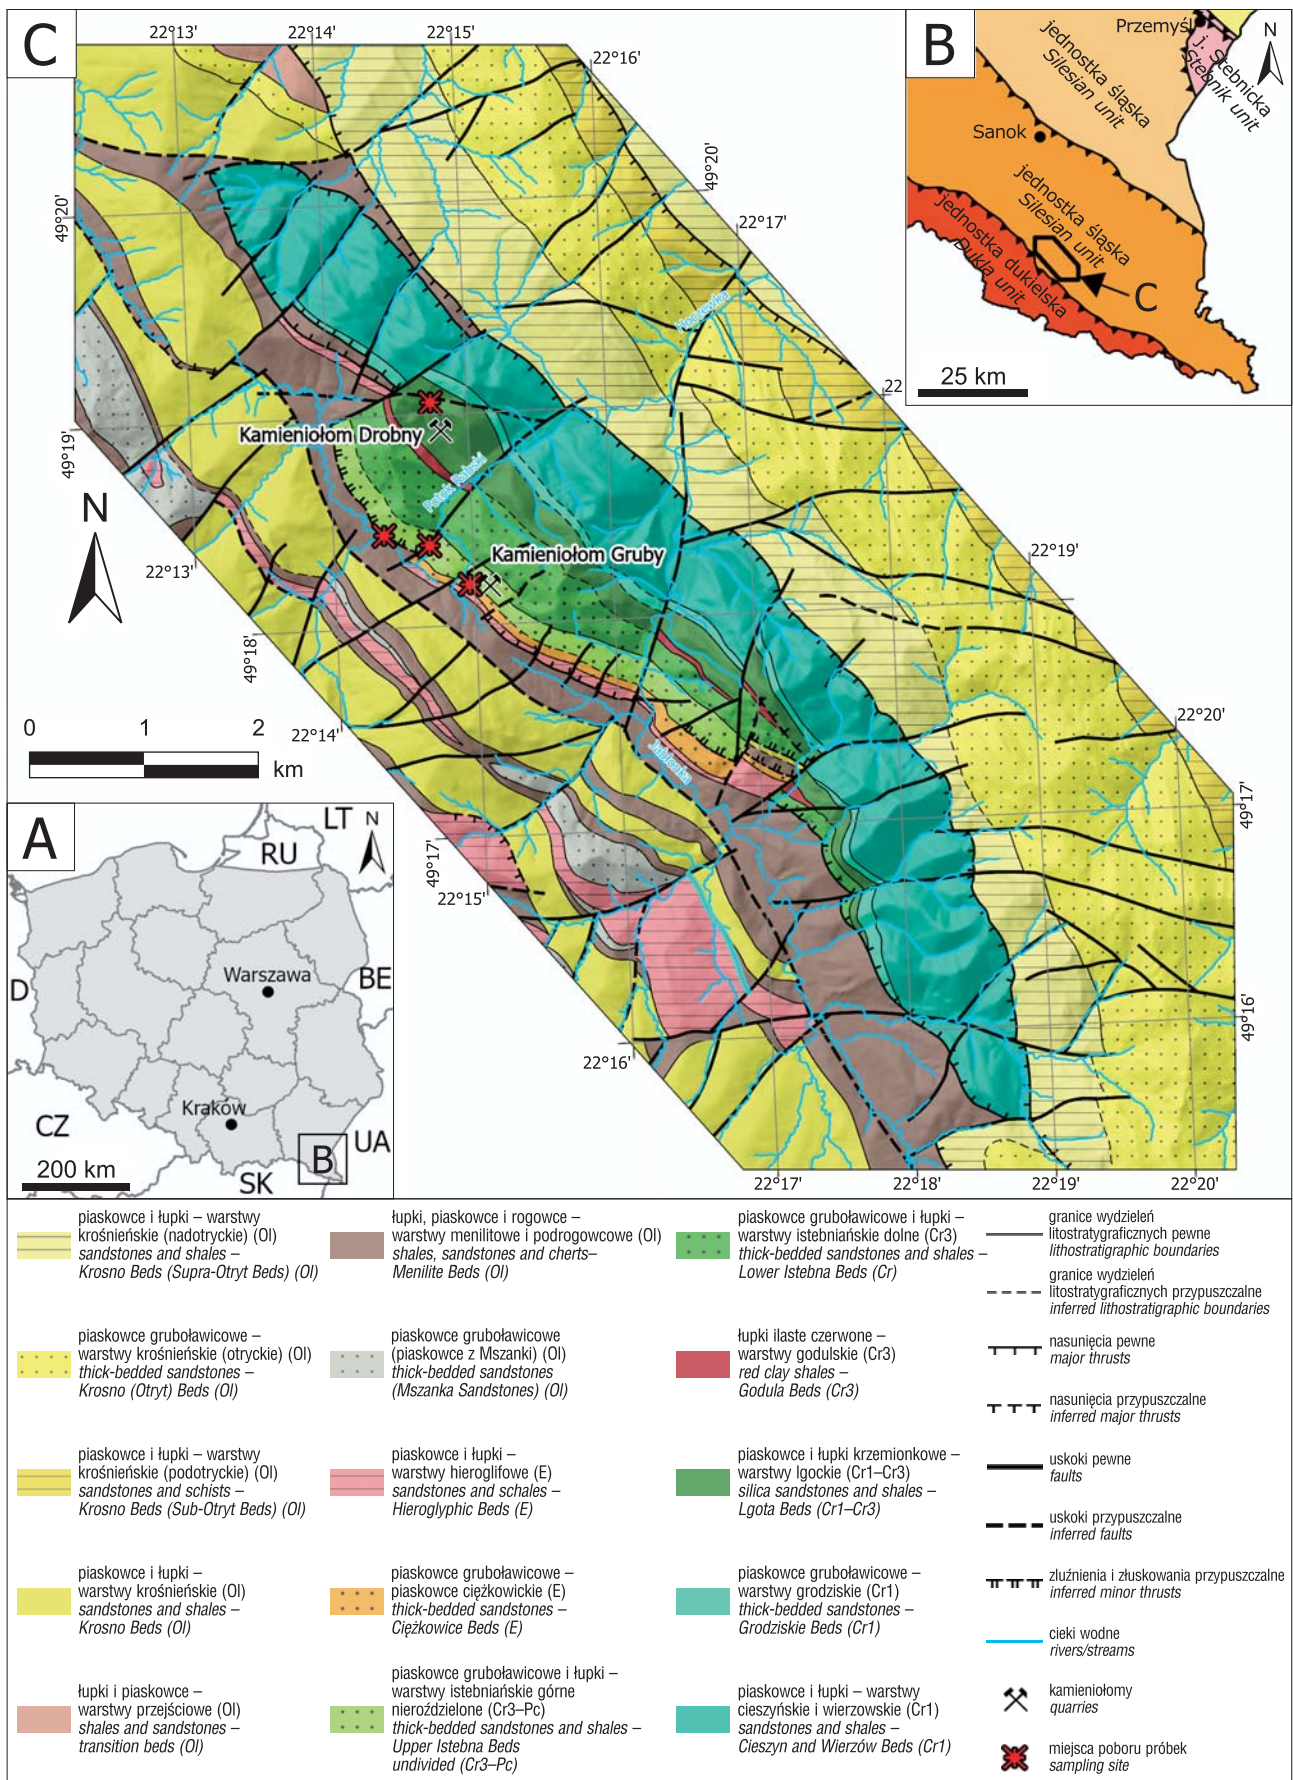 C
22°13'
22°14'
22°15'
22°16'
49°20'
22°17'
49°20'
22
Hoczewka
49°19'
Kamieniołom Drobny
Potok Rabski
Kamieniołom Gruby
N
22°13'
22°19'
49°18'
0 1 2
km
22°14'
22°20'
Jabłonka
49°17'
49°17'
22°15'
49°16'
22°16'
22°17'
22°18'
22°19'
22°20'
B
Przemyśl
N
jednostka śląska
Silesian unit
j. Stebnicka
Stebnik unit
Sanok
jednostka śląska
Silesian unit
jednostka dukielska
Dukla unit
C
25 km
A
LT
N
RU
Warszawa
D
BE
Kraków
CZ
UA
B
200 km
SK
piaskowce i łupki – warstwy
krośnieńskie (nadotryckie) (Ol)
sandstones and shales –
Krosno Beds (Supra-Otryt Beds) (Ol)
piaskowce gruboławicowe –
warstwy krośnieńskie (otryckie) (Ol)
thick-bedded sandstones –
Krosno (Otryt) Beds (Ol)
piaskowce i łupki – warstwy
krośnieńskie (podotryckie) (Ol)
sandstones and schists –
Krosno Beds (Sub-Otryt Beds) (Ol)
piaskowce i łupki –
warstwy krośnieńskie (Ol)
sandstones and shales –
Krosno Beds (Ol)
łupki i piaskowce –
warstwy przejściowe (Ol)
shales and sandstones –
transition beds (Ol)
łupki, piaskowce i rogowce –
warstwy menilitowe i podrogowcowe (Ol)
shales, sandstones and cherts–
Menilite Beds (Ol)
piaskowce gruboławicowe
(piaskowce z Mszanki) (Ol)
thick-bedded sandstones
(Mszanka Sandstones) (Ol)
piaskowce i łupki –
warstwy hieroglifowe (E)
sandstones and schales –
Hieroglyphic Beds (E)
piaskowce gruboławicowe –
piaskowce ciężkowickie (E)
thick-bedded sandstones –
Ciężkowice Beds (E)
piaskowce gruboławicowe i łupki –
warstwy istebniańskie górne
nieroździelone (Cr3–Pc)
thick-bedded sandstones and shales –
Upper Istebna Beds
undivided (Cr3–Pc)
piaskowce gruboławicowe i łupki –
warstwy istebniańskie dolne (Cr3)
thick-bedded sandstones and shales –
Lower Istebna Beds (Cr)
łupki ilaste czerwone –
warstwy godulskie (Cr3)
red clay shales –
Godula Beds (Cr3)
piaskowce i łupki krzemionkowe –
warstwy lgockie (Cr1–Cr3)
silica sandstones and shales –
Lgota Beds (Cr1–Cr3)
piaskowce gruboławicowe –
warstwy grodziskie (Cr1)
thick-bedded sandstones –
Grodziskie Beds (Cr1)
piaskowce i łupki – warstwy
cieszyńskie i wierzowskie (Cr1)
sandstones and shales –
Cieszyn and Wierzów Beds (Cr1)
granice wydzieleń
litostratygraficznych pewne
lithostratigraphic boundaries
granice wydzieleń
litostratygraficznych przypuszczalne
inferred lithostratigraphic boundaries
nasunięcia pewne
major thrusts
nasunięcia przypuszczalne
inferred major thrusts
uskoki pewne
faults
uskoki przypuszczalne
inferred faults
zluźnienia i złuskowania przypuszczalne
inferred minor thrusts
cieki wodne
rivers/streams
kamieniołomy
quarries
miejsca poboru próbek
sampling site